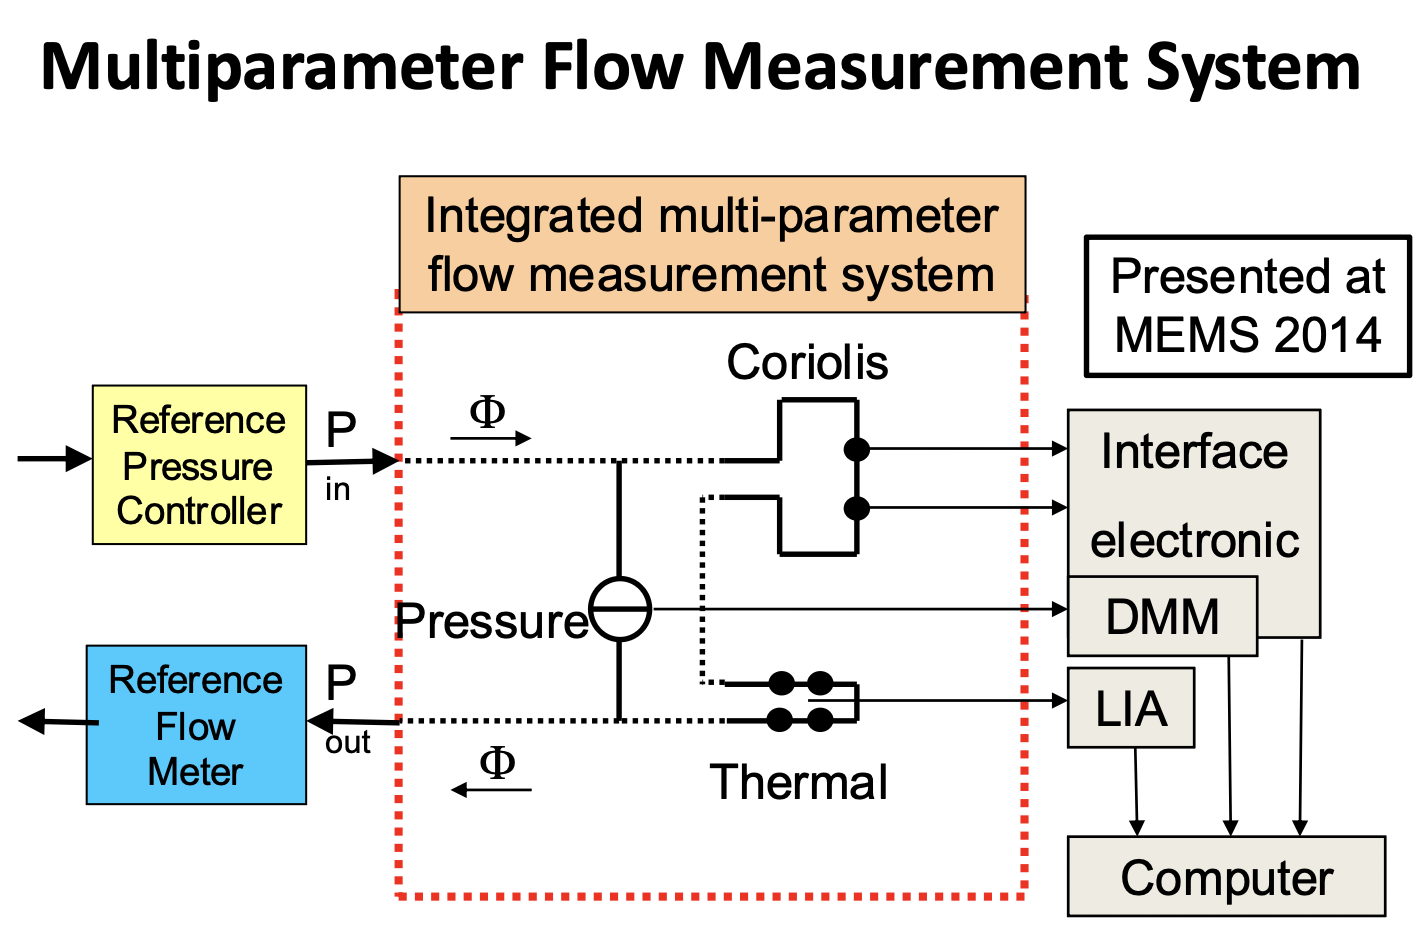 Multiparameter Flow Measurement System
Integrated multi-parameter
flow measurement system
Presented at
MEMS 2014
Coriolis
Reference
Pressure
Controller
P
in
Φ
Interface
electronic
Pressure
DMM
Reference
Flow
Meter
P
out
LIA
Φ
Thermal
Computer